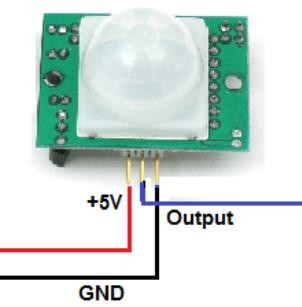 +5V
Output
GND